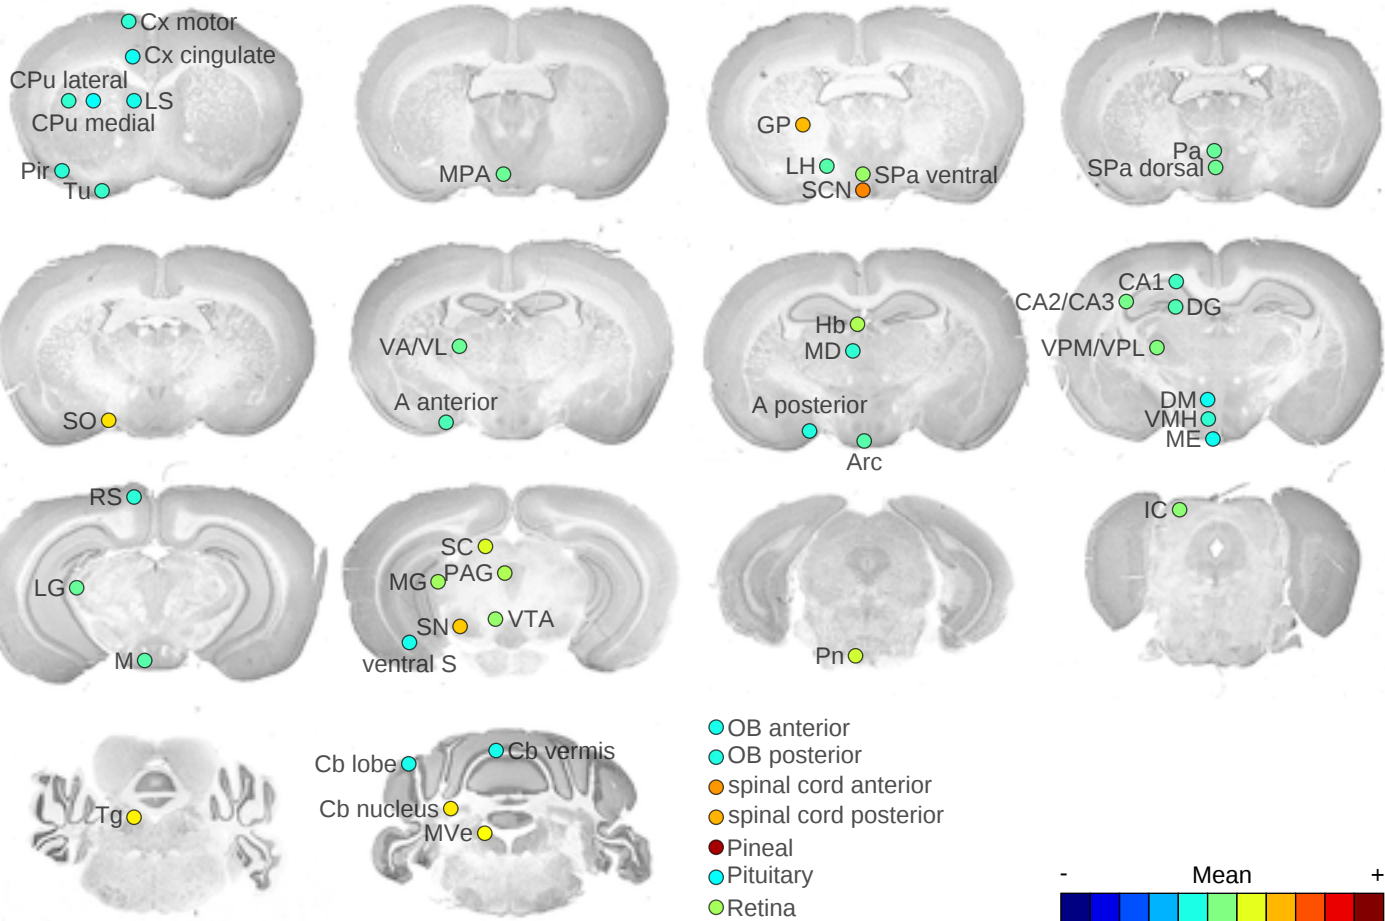 Cx motor
Cx cingulate
CPu lateral
LS
CPu medial
Pir
Tu
MPA
GP
LH
SPa ventral
SCN
Pa
SPa dorsal
SO
VA/VL
A anterior
Hb
MD
A posterior
Arc
CA1
CA2/CA3
DG
VPM/VPL
DM
VMH
ME
RS
LG
M
SC
MG
PAG
SN
VTA
ventral S
Pn
IC
Tg
Cb lobe
Cb vermis
Cb nucleus
MVe
OB anterior
OB posterior
spinal cord anterior
spinal cord posterior
Pineal
Pituitary
Retina
- Mean +